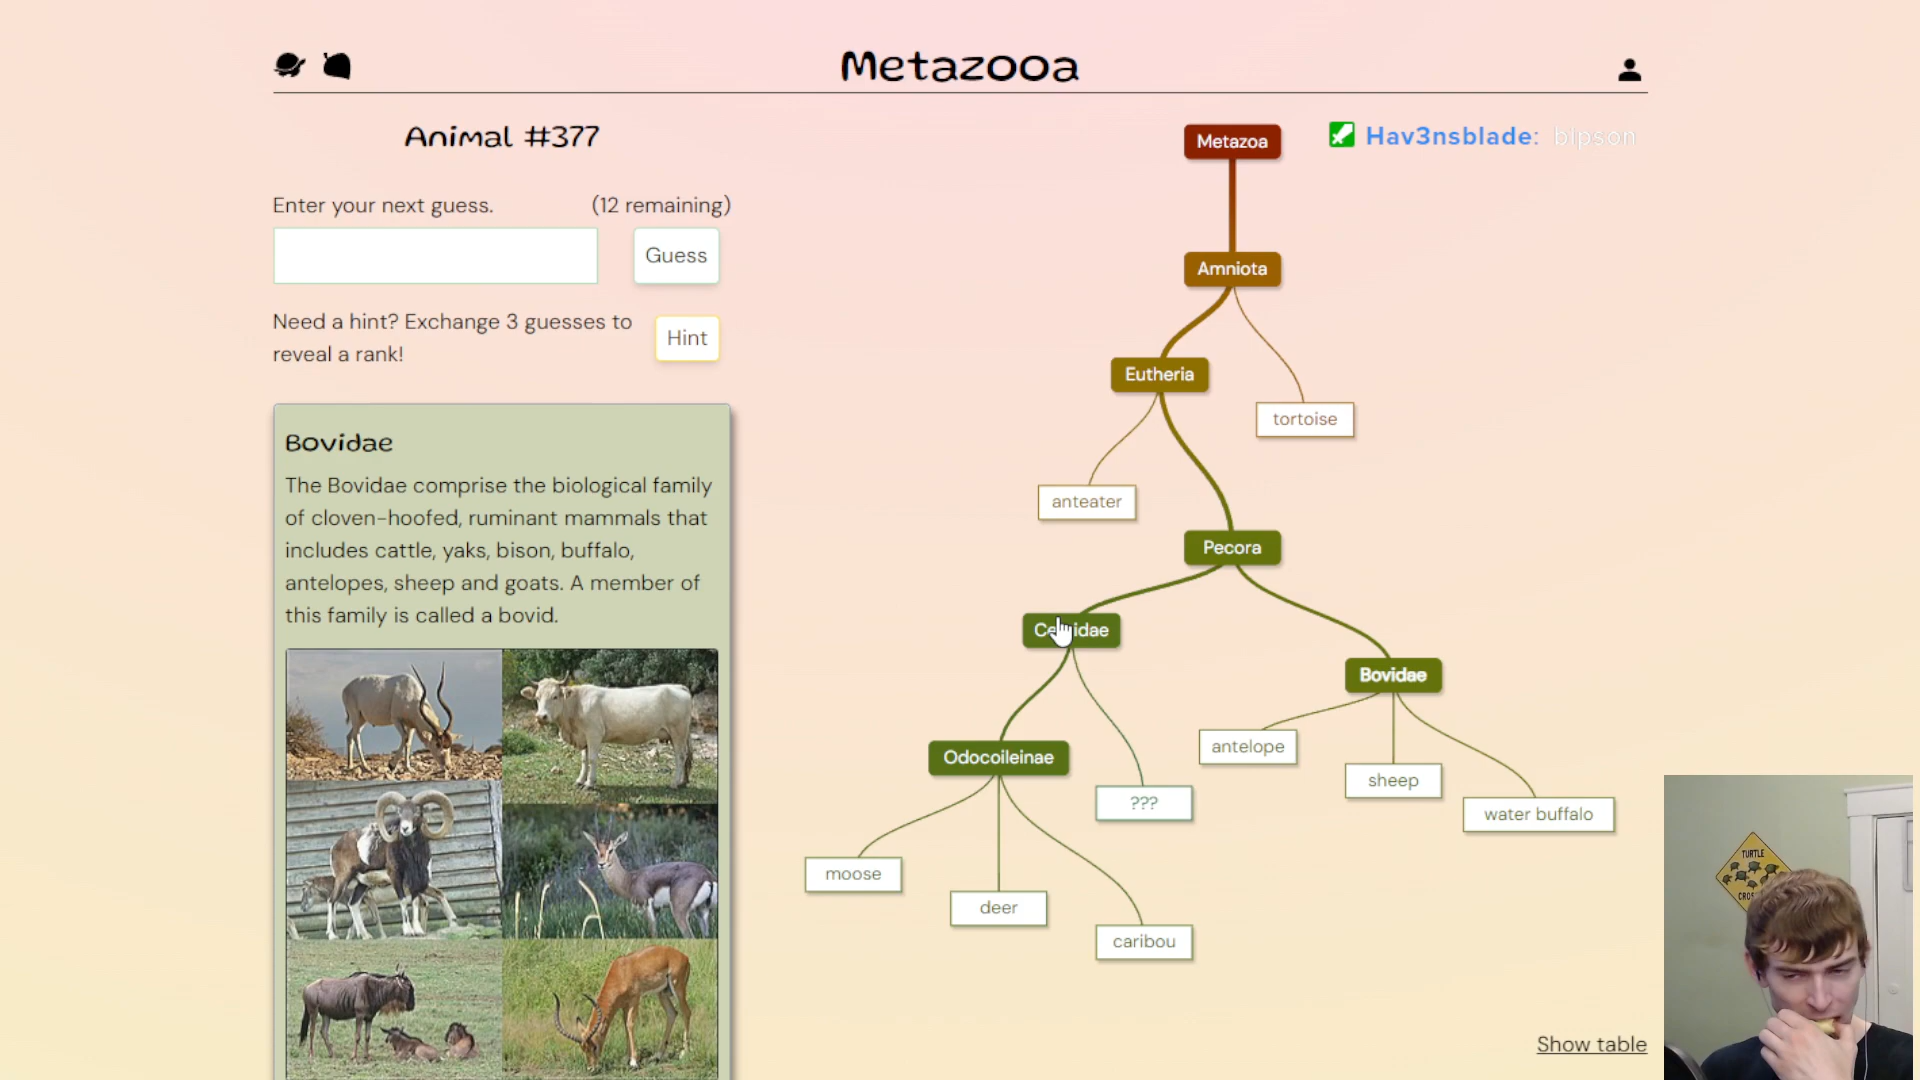 Metazooa
Animal #377
Hav3nsblade: bipson
Enter your next guess. (12 remaining)
Guess
Need a hint? Exchange 3 guesses to
reveal a rank!
Hint
Bovidae
The Bovidae comprise the biological family
of cloven-hoofed, ruminant mammals that
includes cattle, yaks, bison, buffalo,
antelopes, sheep and goats. A member of
this family is called a bovid.
Metazoa
Amniota
Eutheria
tortoise
anteater
Pecora
Bovidae
antelope
sheep
water buffalo
Odocoileinae
???
moose
deer
caribou
Show table
TURTLE